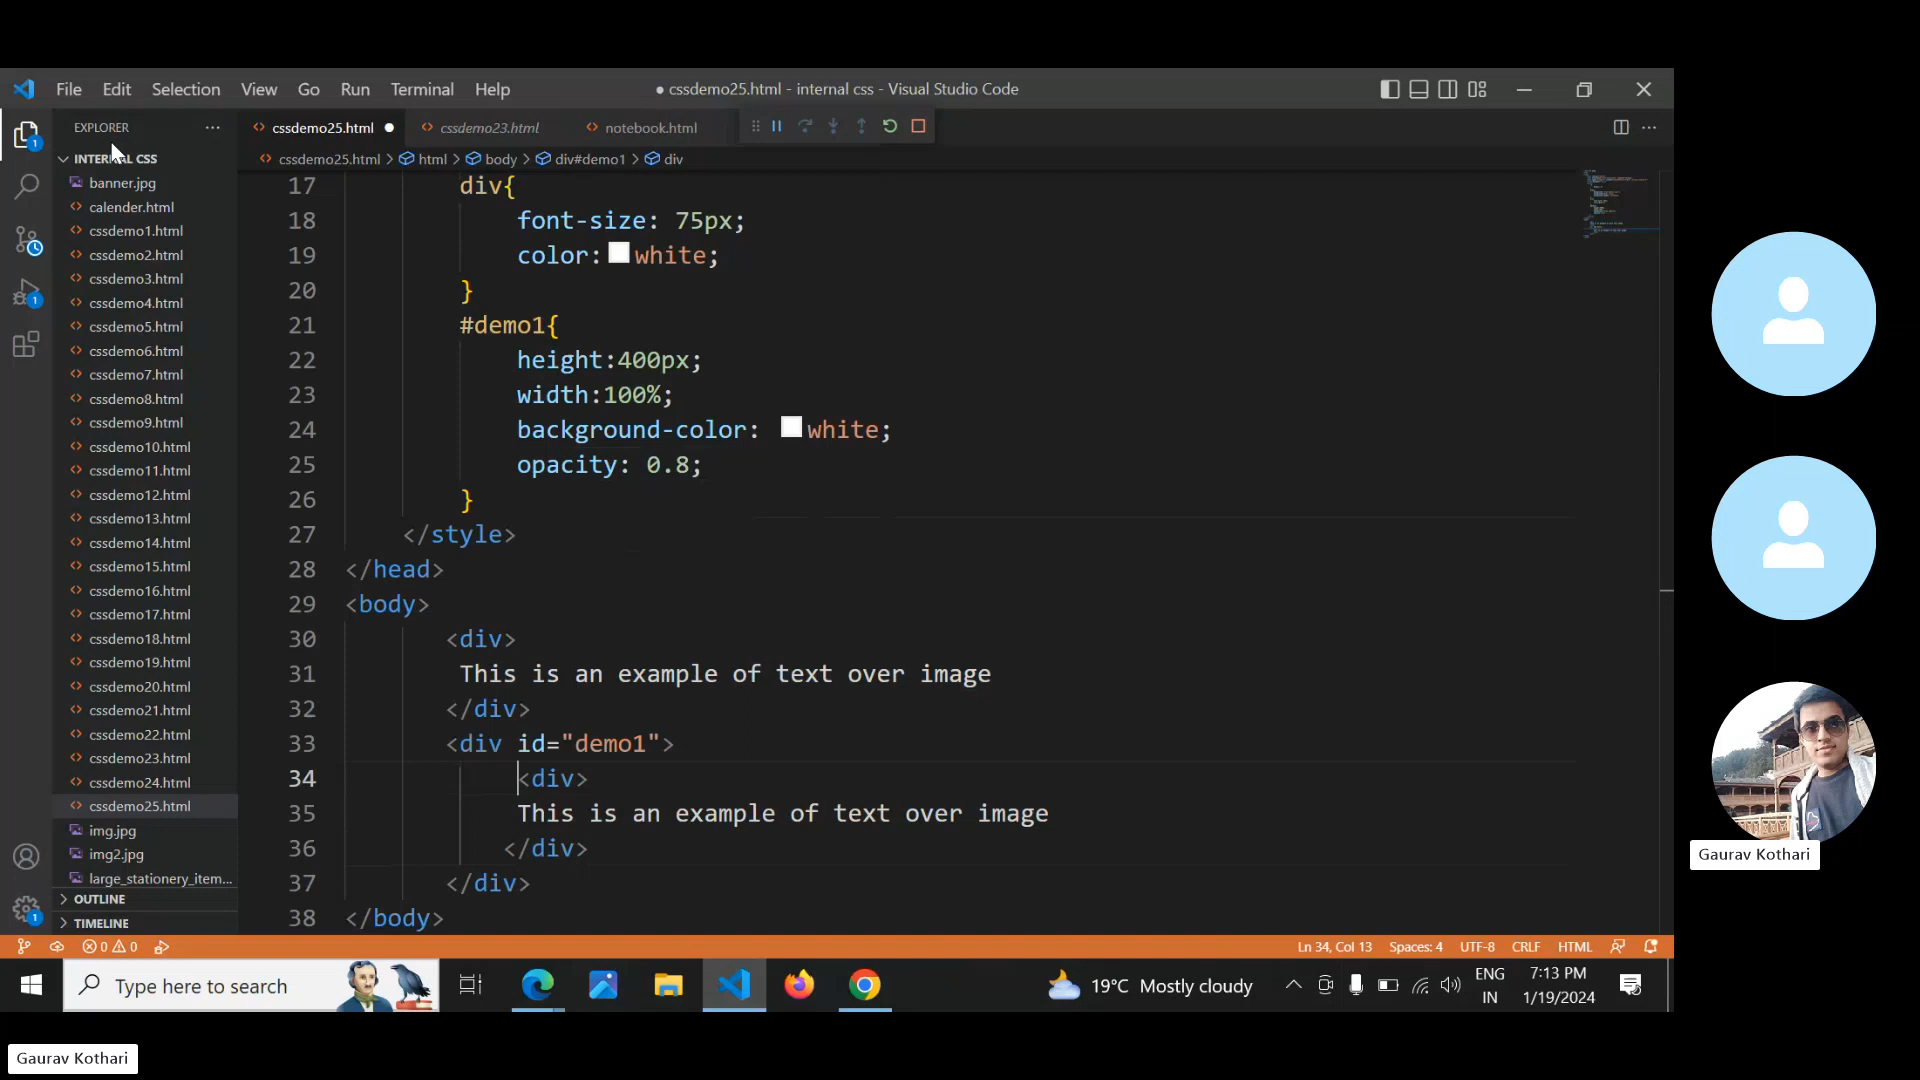 File Edit Selection View Go Run Terminal Help
● cssdemo25.html - internal css - Visual Studio Code
EXPLORER
cssdemo25.html
cssdemo23.html
notebook.html
INTERNAL CSS
cssdemo25.html > html > body > div#demo1 > div
banner.jpg
calender.html
cssdemo1.html
cssdemo2.html
cssdemo3.html
cssdemo4.html
cssdemo5.html
cssdemo6.html
cssdemo7.html
cssdemo8.html
cssdemo9.html
cssdemo10.html
cssdemo11.html
cssdemo12.html
cssdemo13.html
cssdemo14.html
cssdemo15.html
cssdemo16.html
cssdemo17.html
cssdemo18.html
cssdemo19.html
cssdemo20.html
cssdemo21.html
cssdemo22.html
cssdemo23.html
cssdemo24.html
cssdemo25.html
img.jpg
img2.jpg
large_stationery_item...
OUTLINE
TIMELINE
17 div{
18 font-size: 75px;
19 color: white;
20 }
21 #demo1{
22 height:400px;
23 width:100%;
24 background-color: white;
25 opacity: 0.8;
26 }
27 </style>
28 </head>
29 <body>
30 <div>
31 This is an example of text over image
32 </div>
33 <div id="demo1">
34 <div>
35 This is an example of text over image
36 </div>
37 </div>
38 </body>
1
1
1
0 0
Ln 34, Col 13 Spaces: 4 UTF-8 CRLF HTML
Type here to search
19°C Mostly cloudy
ENG
IN
7:13 PM
1/19/2024
Gaurav Kothari
Gaurav Kothari